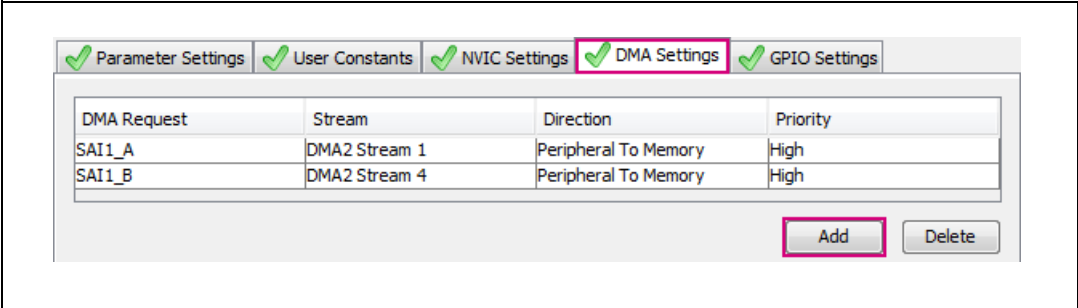 Parameter Settings User Constants NVIC Settings DMA Settings GPIO Settings
DMA Request Stream Direction Priority
SAI1_A DMA2 Stream 1 Peripheral To Memory High
SAI1_B DMA2 Stream 4 Peripheral To Memory High
Add Delete